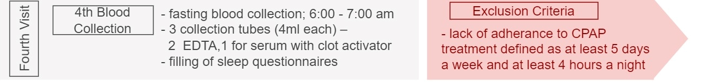 Fourth Visit
4th Blood
Collection
- fasting blood collection; 6:00 - 7:00 am
- 3 collection tubes (4ml each) –
2 EDTA,1 for serum with clot activator
- filling of sleep questionnaires
Exclusion Criteria
- lack of adherance to CPAP
treatment defined as at least 5 days
a week and at least 4 hours a night